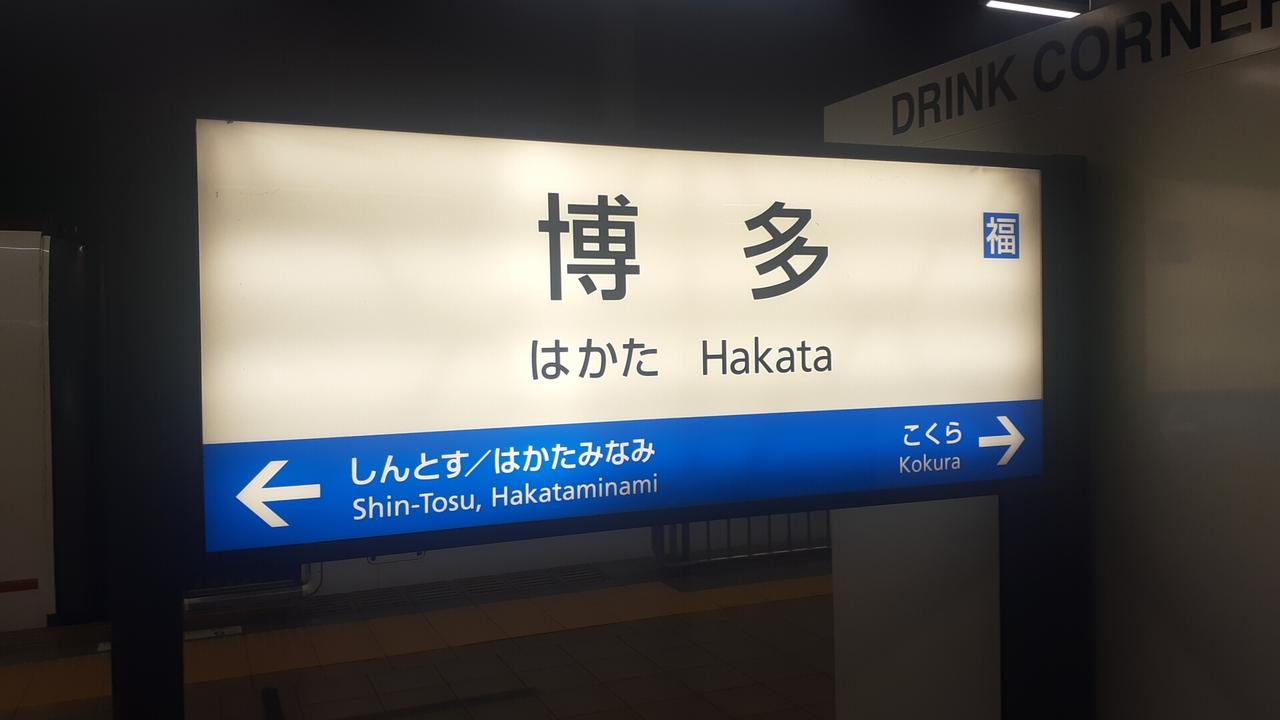 DRINK CORNER
博多
福
はかた Hakata
← しんとす／はかたみなみ
Shin-Tosu, Hakataminami
こくら →
Kokura